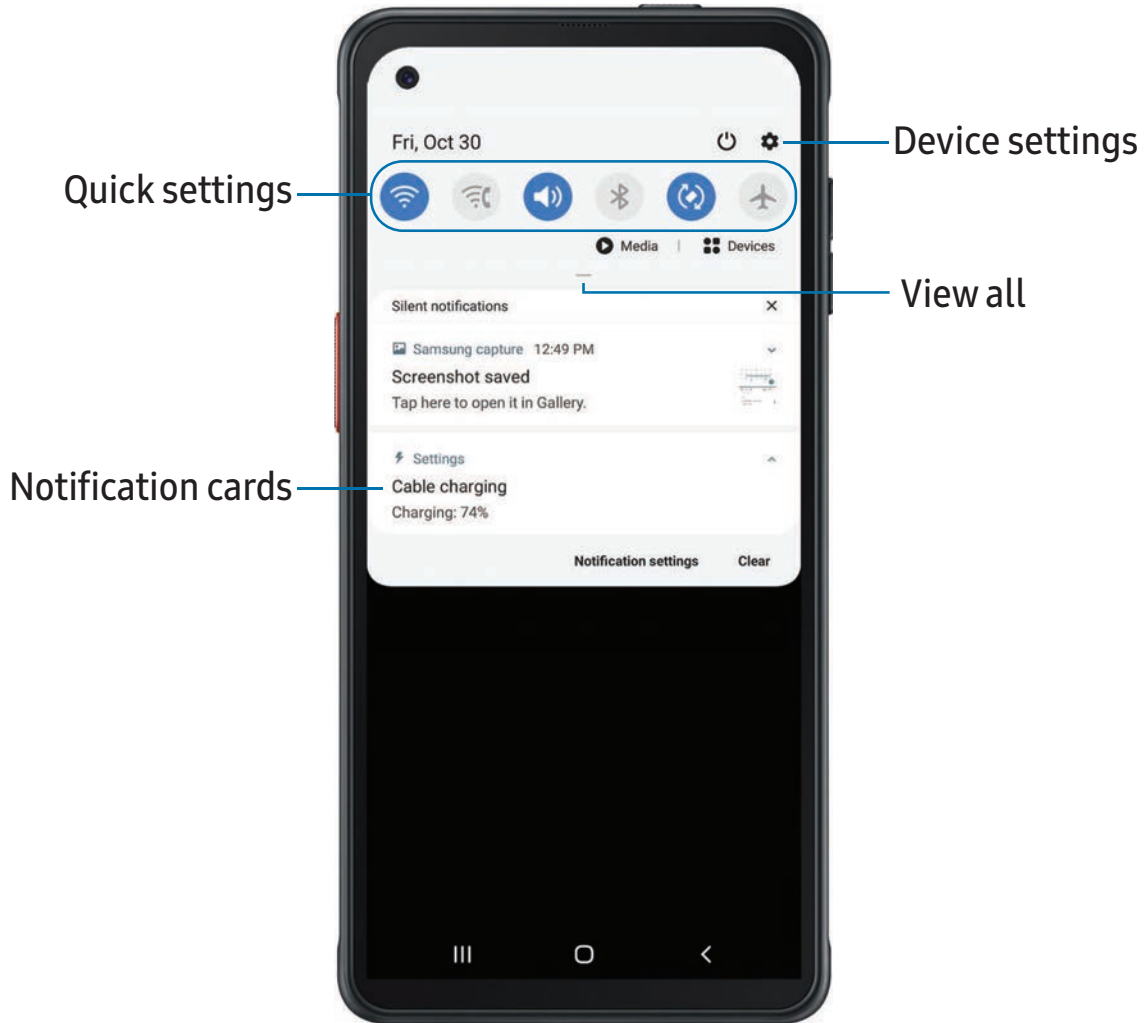 Fri, Oct 30
Device settings
Quick settings
Media | Devices
View all
Silent notifications
Samsung capture 12:49 PM
Screenshot saved
Tap here to open it in Gallery.
Settings
Notification cards
Cable charging
Charging: 74%
Notification settings Clear